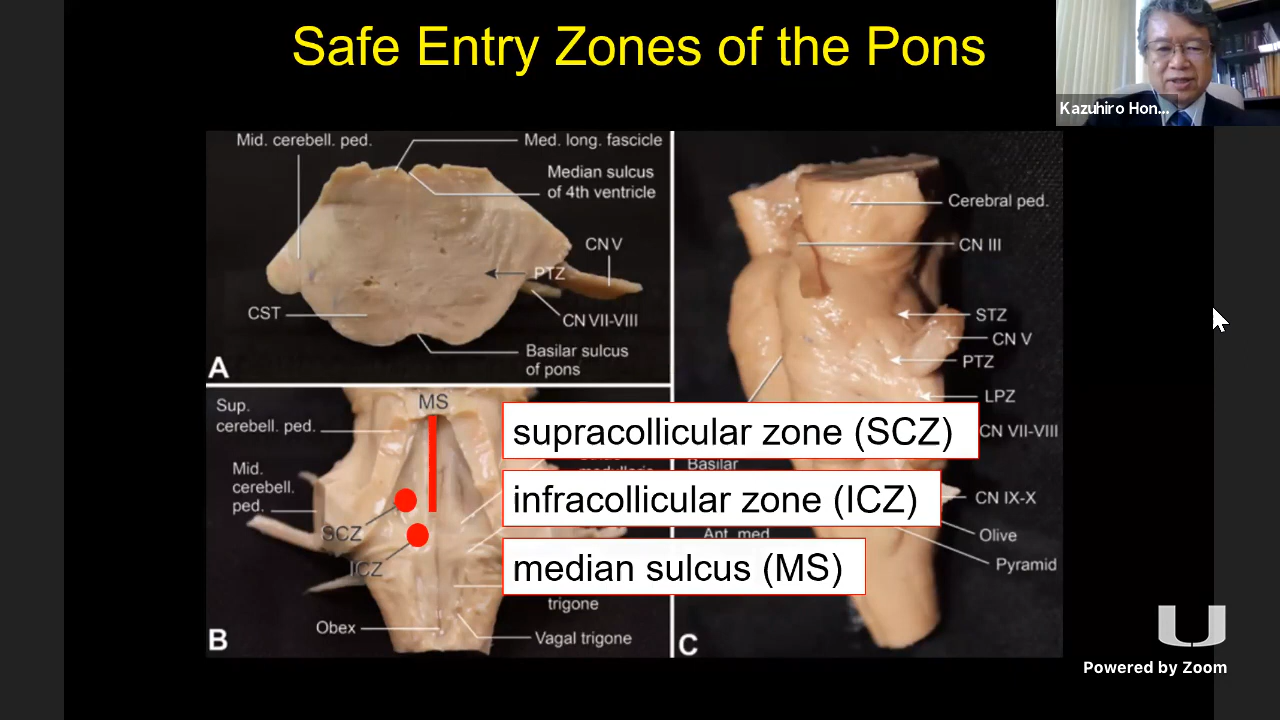 Safe Entry Zones of the Pons
Kazuhiro Hon...
Mid. cerebell. ped.
Med. long. fascicle
Median sulcus
of 4th ventricle
CN V
PTZ
CST
CN VII-VIII
Basilar sulcus
of pons
A
MS
Sup.
cerebell. ped.
Mid.
cerebell.
ped.
SCZ
ICZ
Obex
trigone
Vagal trigone
B
Cerebral ped.
CN III
STZ
CN V
PTZ
LPZ
CN VII-VIII
Basilar
CN IX-X
Ant. med.
Olive
Pyramid
C
supracollicular zone (SCZ)
infracollicular zone (ICZ)
median sulcus (MS)
U
Powered by Zoom